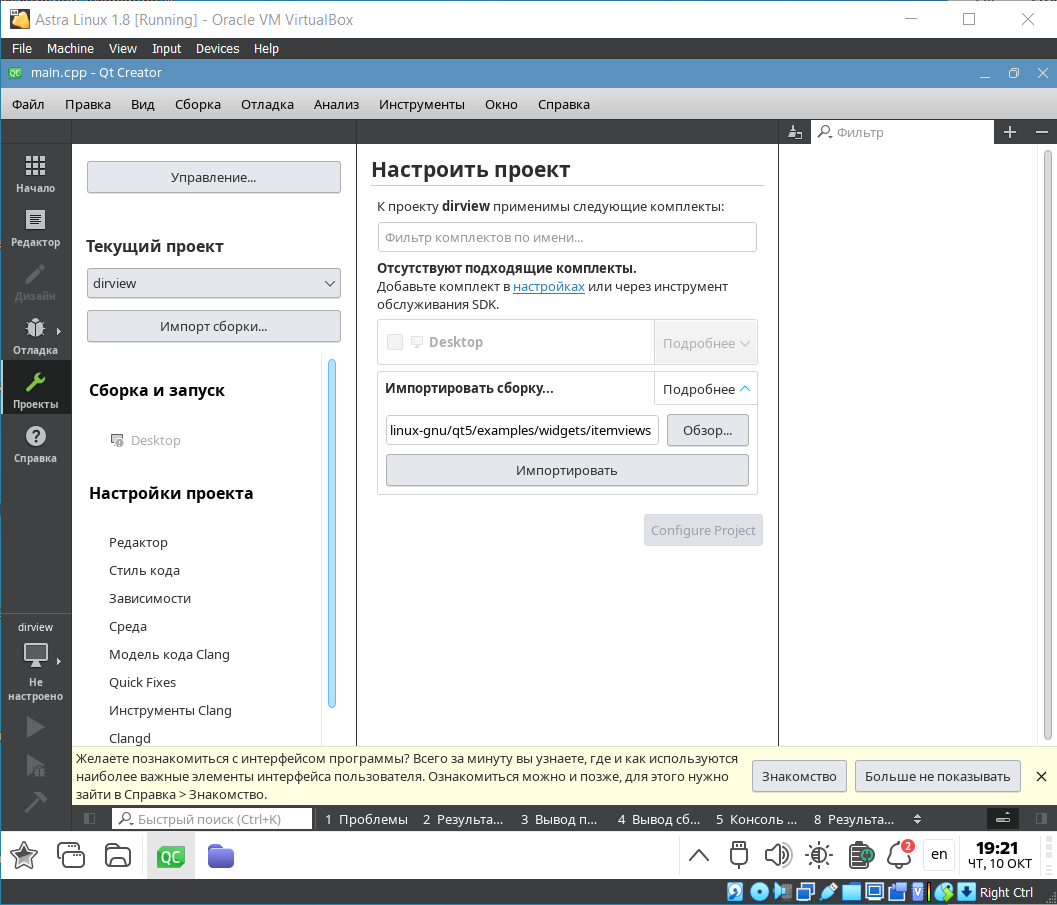 Astra Linux 1.8 [Running] - Oracle VM VirtualBox
File Machine View Input Devices Help
main.cpp - Qt Creator
Файл Правка Вид Сборка Отладка Анализ Инструменты Окно Справка
Фильтр
Начало
Редактор
Дизайн
Отладка
Проекты
Справка
dirview
Не
настроено
Управление...
Текущий проект
dirview
Импорт сборки...
Сборка и запуск
Desktop
Настройки проекта
Редактор
Стиль кода
Зависимости
Среда
Модель кода Clang
Quick Fixes
Инструменты Clang
Clangd
Настроить проект
К проекту dirview применимы следующие комплекты:
Фильтр комплектов по имени...
Отсутствуют подходящие комплекты.
Добавьте комплект в настройках или через инструмент
обслуживания SDK.
Desktop Подробнее
Импортировать сборку... Подробнее
linux-gnu/qt5/examples/widgets/itemviews Обзор...
Импортировать
Configure Project
Желаете познакомиться с интерфейсом программы? Всего за минуту вы узнаете, где и как используются
наиболее важные элементы интерфейса пользователя. Ознакомиться можно и позже, для этого нужно
зайти в Справка > Знакомство.
Знакомство Больше не показывать
Быстрый поиск (Ctrl+K) 1 Проблемы 2 Результа... 3 Вывод п... 4 Вывод сб... 5 Консоль ... 8 Результа...
QC 2 en 19:21
ЧТ, 10 ОКТ
Right Ctrl